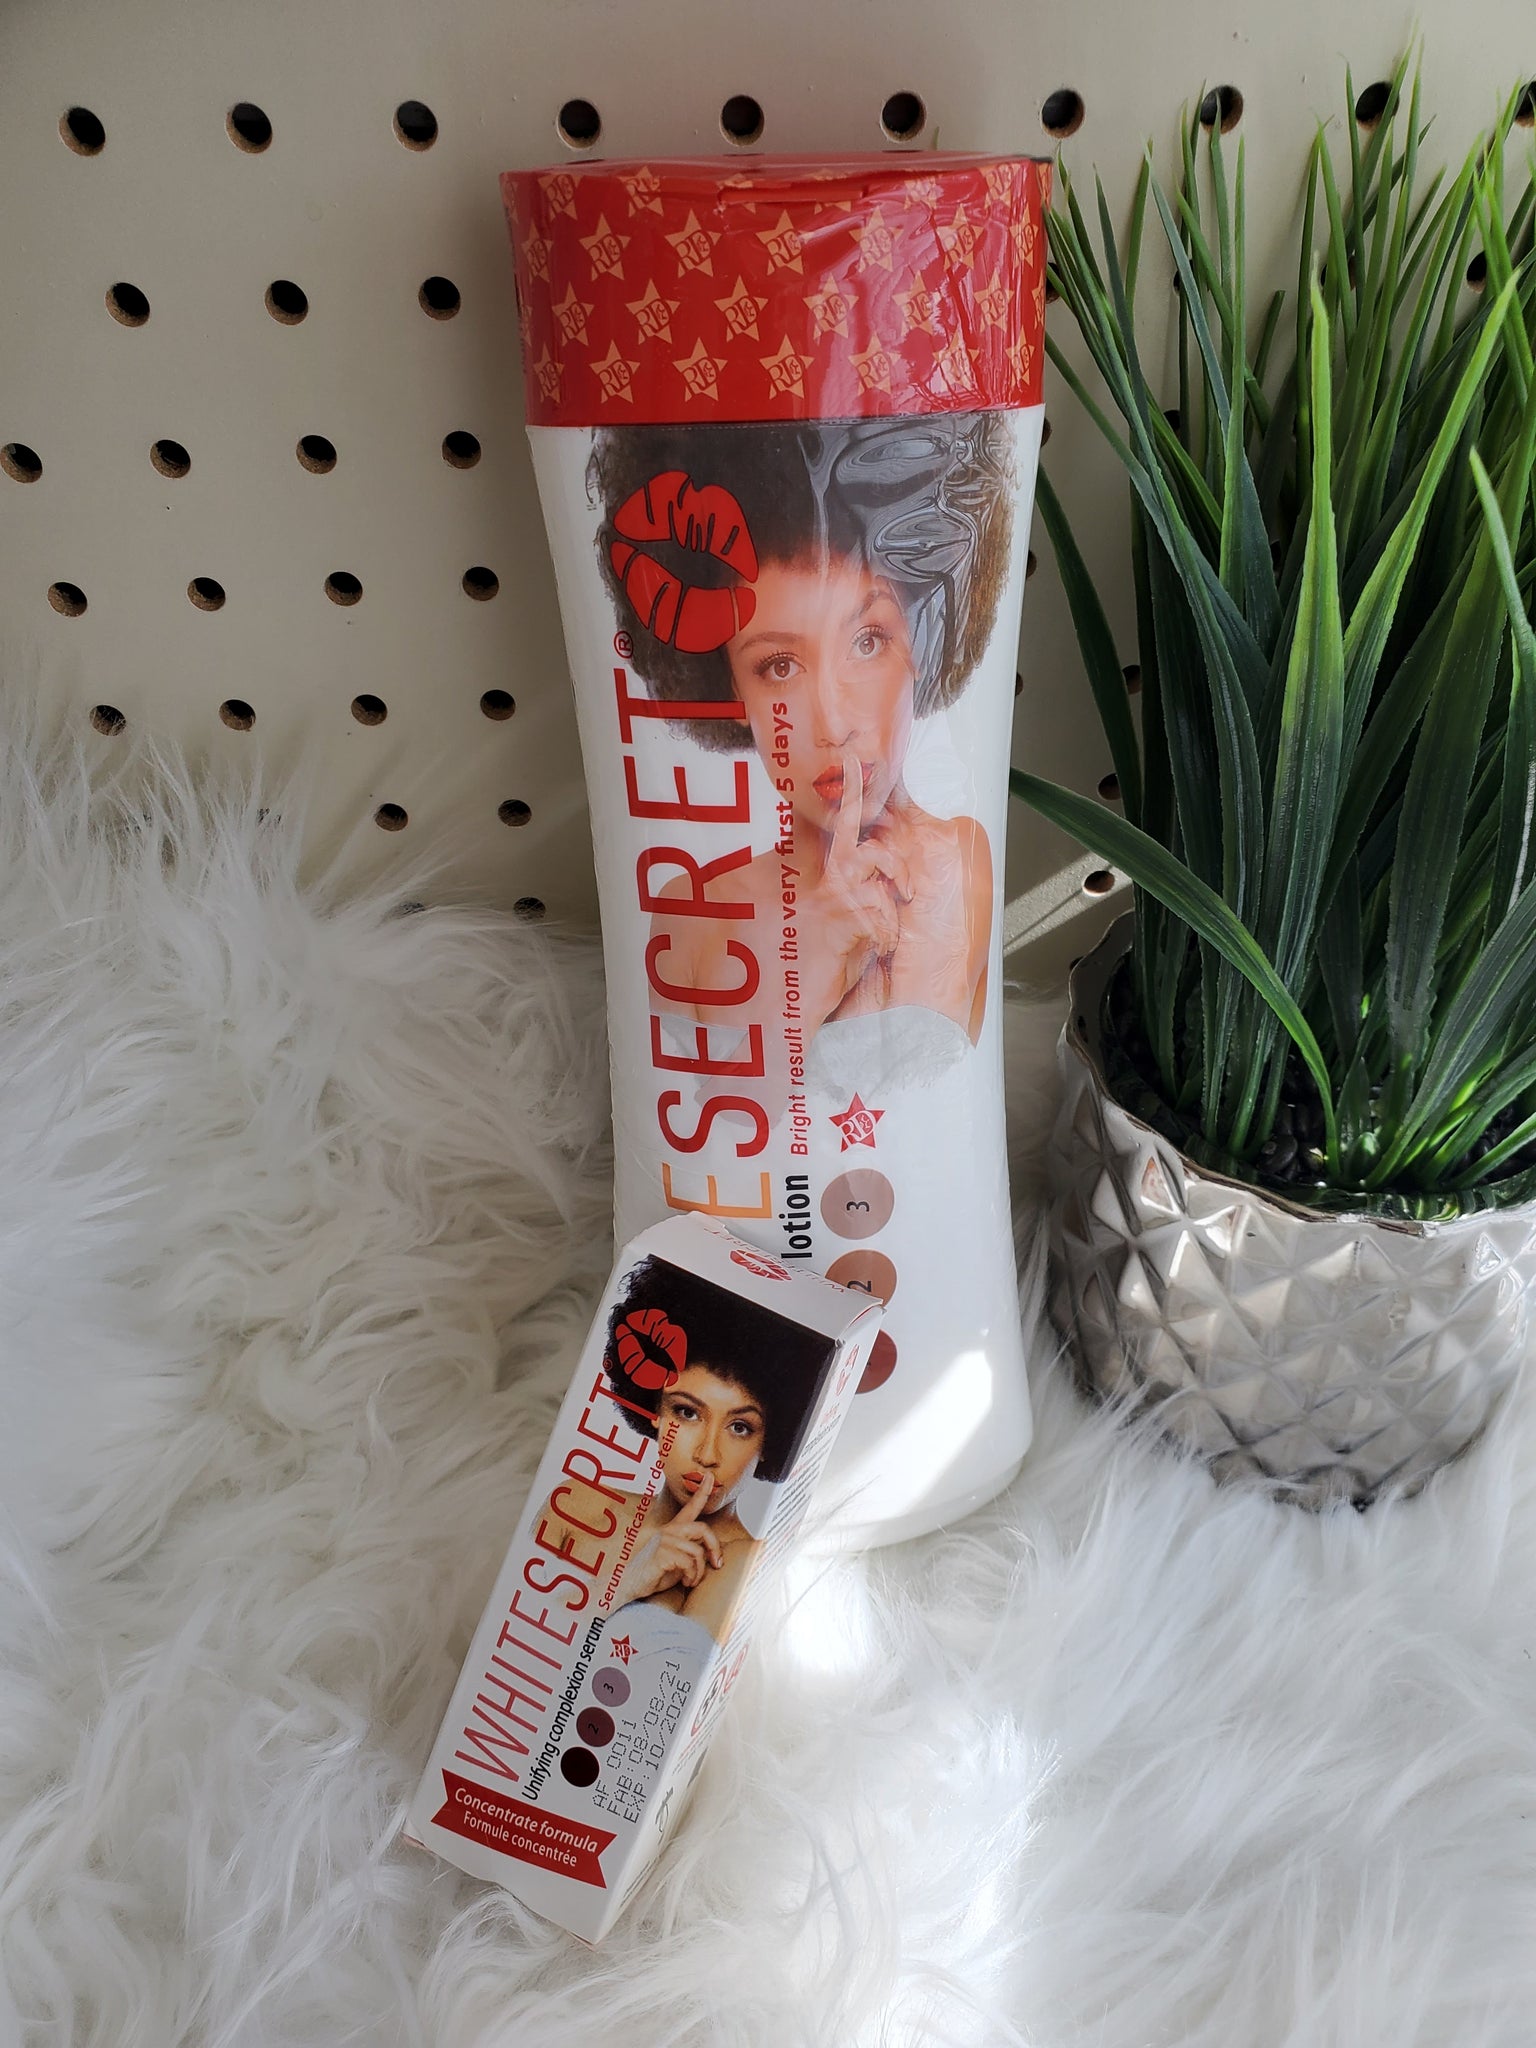 ESECRET®
lotion
Bright result from the very first 5 days
2
3
WHITESECRET®
Unifying complexion serum
Serum unificateur de teint
2
3
AF 0011
FAB:08/08/21
EXP:10/2026
Concentrate formula
Formule concentrée